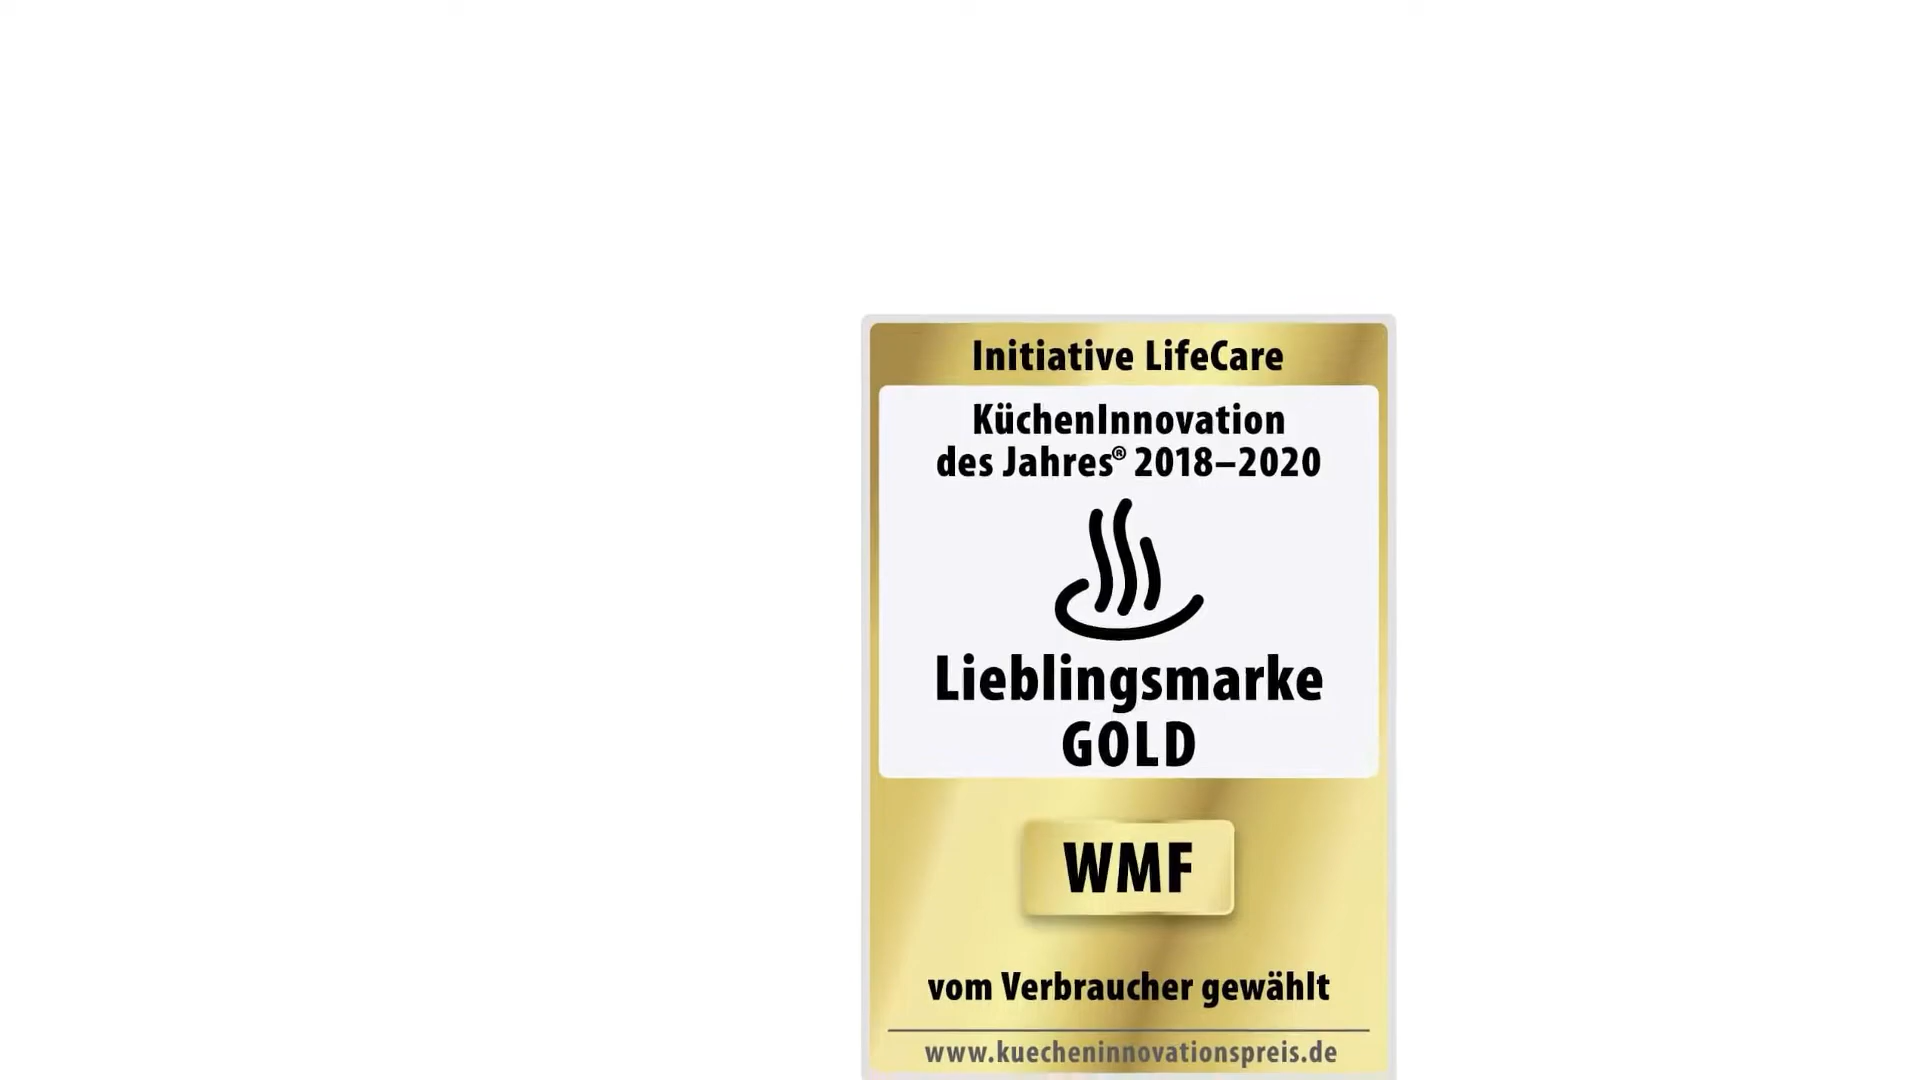 Initiative LifeCare
KüchenInnovation
des Jahres® 2018–2020
Lieblingsmarke
GOLD
WMF
vom Verbraucher gewählt
www.kuecheninnovationspreis.de